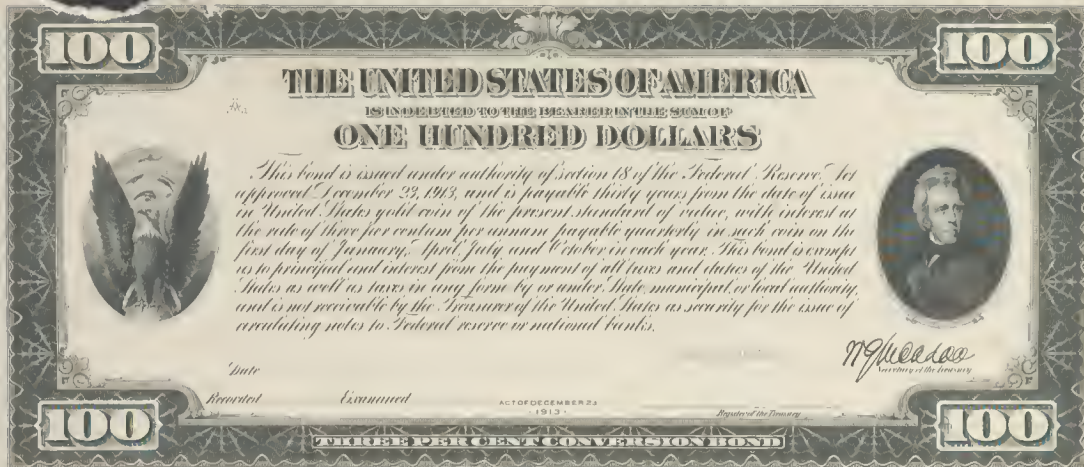 100 100
THE UNITED STATES OF AMERICA
IS INDEBTED TO THE BEARER IN THE SUM OF
ONE HUNDRED DOLLARS
This bond is issued under authority of Section 18 of the Federal Reserve Act
approved December 23, 1913, and is payable thirty years from the date of issue
in United States gold coin of the present standard of value, with interest at
the rate of three per centum per annum payable quarterly in such coin on the
first day of January, April, July and October in each year. This bond is exempt
as to principal and interest from the payment of all taxes and duties of the United
States as well as taxes in any form by or under State, municipal, or local authority,
and is not receivable by the Treasurer of the United States as security for the issue of
circulating notes to Federal reserve or national banks.
WG McAdoo
Secretary of the Treasury
Date
Recorded Examined
ACT OF DECEMBER 23
1913
Register of the Treasury
100 100
THREE PER CENT CONVERSION BOND